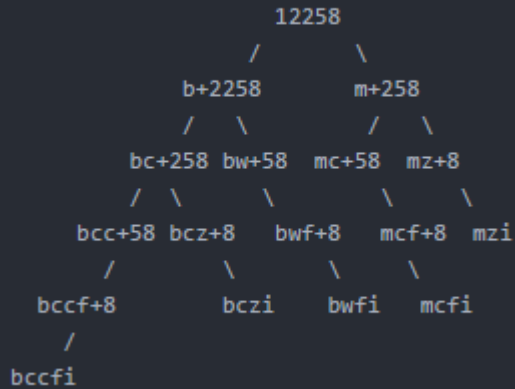 12258
/ \
b+2258 m+258
/ \ / \
bc+258 bw+58 mc+58 mz+8
/ \ \ \ \
bcc+58 bcz+8 bwf+8 mcf+8 mzi
/ \ \ \
bccf+8 bczi bwfi mcfi
/
bccfi